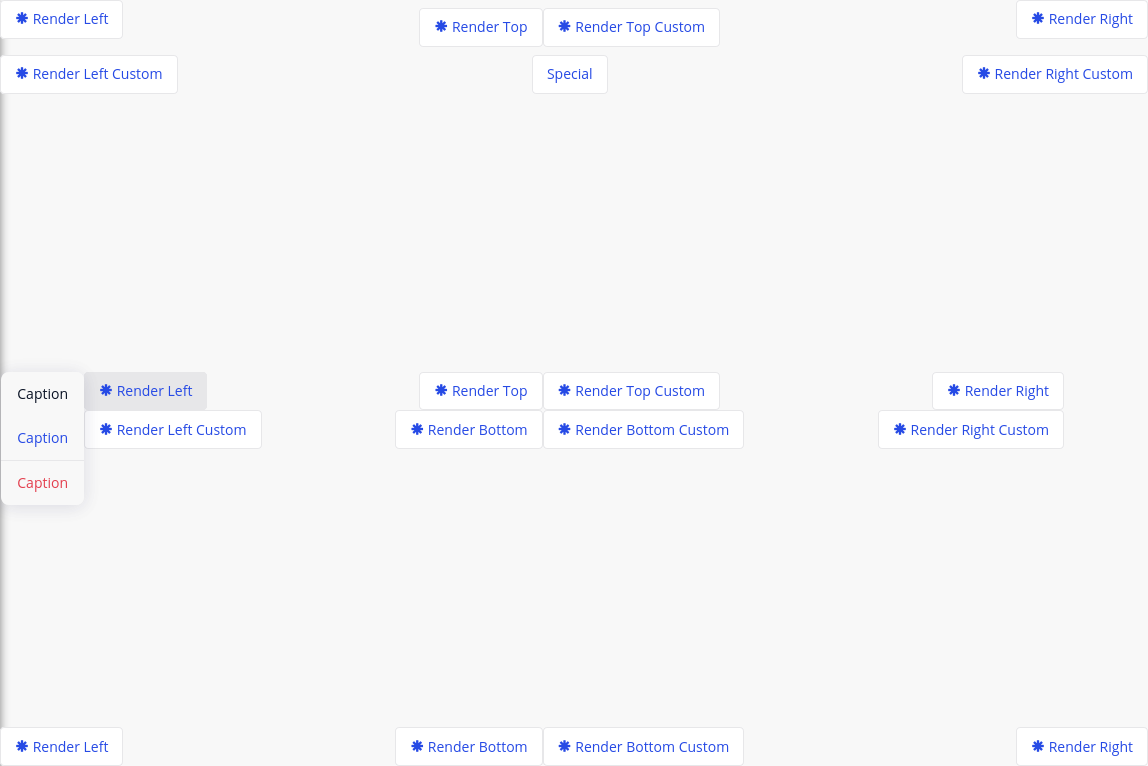 Render Left
Render Top
Render Top Custom
Render Right
Render Left Custom
Special
Render Right Custom
Caption
Caption
Caption
Render Left
Render Top
Render Top Custom
Render Right
Render Left Custom
Render Bottom
Render Bottom Custom
Render Right Custom
Render Left
Render Bottom
Render Bottom Custom
Render Right